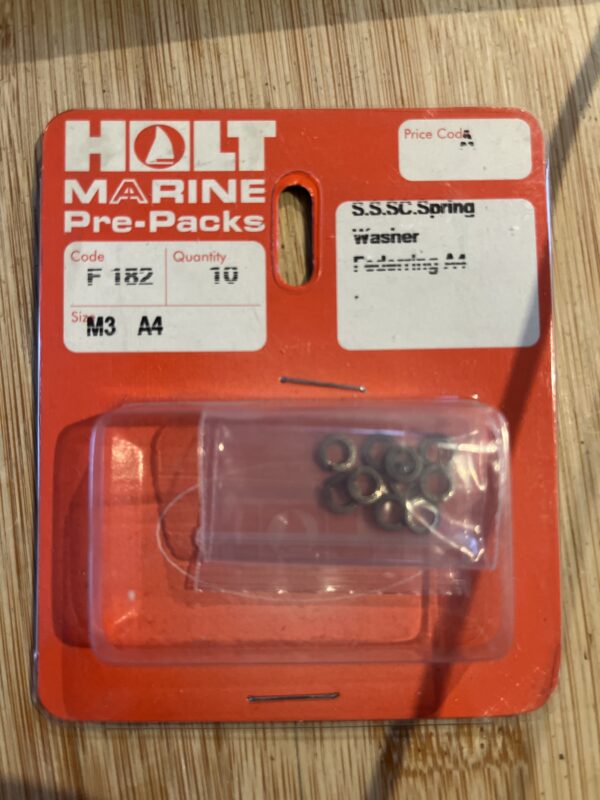 HOLT
MARINE
Pre-Packs
Price Code
S.S.SC.Spring
Washer
Federring A4
Code
F 182
Quantity
10
Size
M3 A4